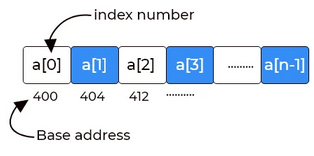 index number
a[0] a[1] a[2] a[3] ......... a[n-1]
400 404 412 ..........
Base address